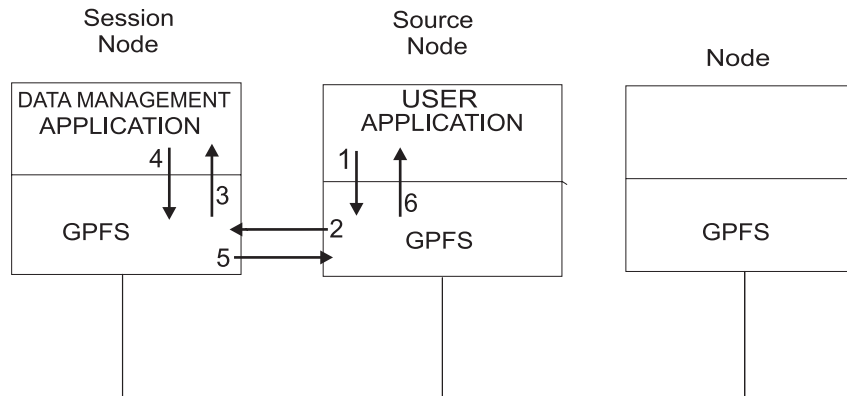 Session
Node
Source
Node
Node
DATA MANAGEMENT
APPLICATION
USER
APPLICATION
4
3
1
6
GPFS
2
5
GPFS
GPFS